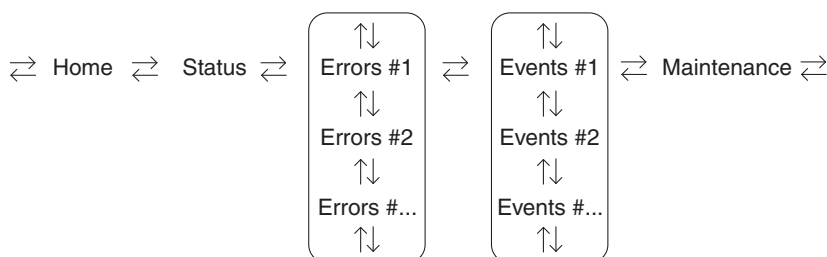 Home Status Errors #1 Events #1 Maintenance
Errors #2 Events #2
Errors #... Events #...